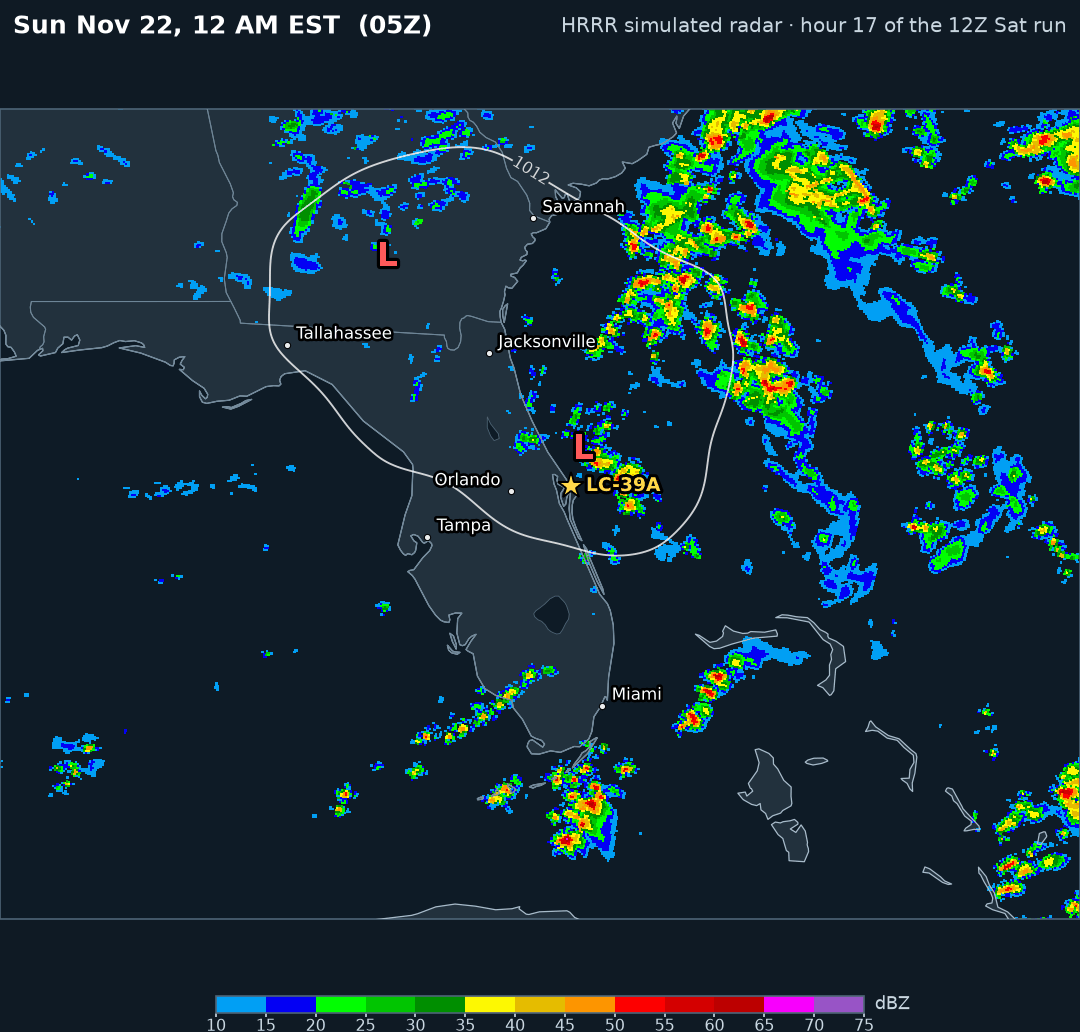 Sun Nov 22, 12 AM EST (05Z)
HRRR simulated radar · hour 17 of the 12Z Sat run
1012
Savannah
L
Tallahassee
Jacksonville
L
Orlando
LC-39A
Tampa
Miami
dBZ
10 15 20 25 30 35 40 45 50 55 60 65 70 75